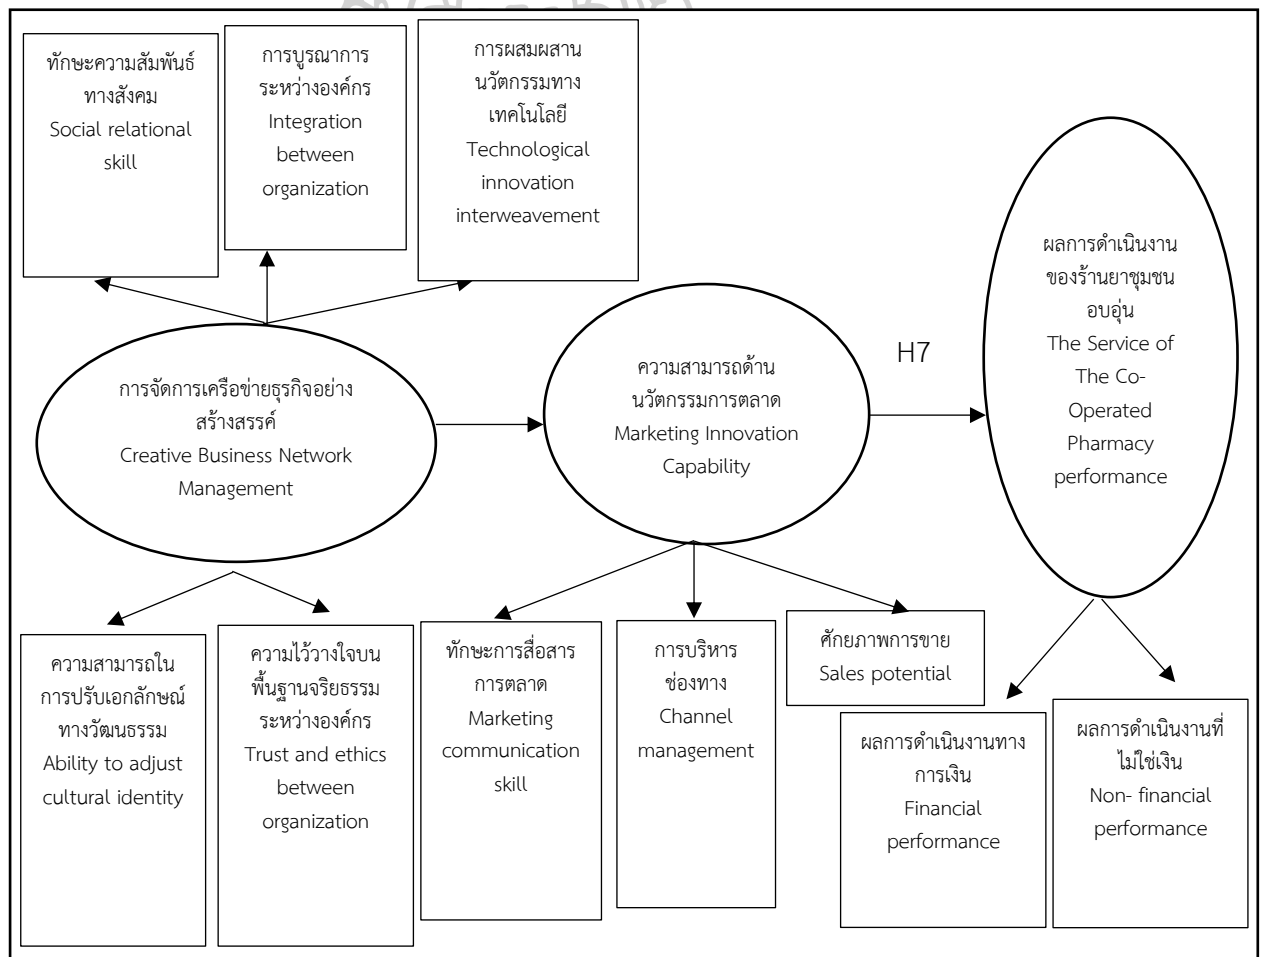 ทักษะความสัมพันธ์
ทางสังคม
Social relational
skill
การบูรณาการ
ระหว่างองค์กร
Integration
between
organization
การผสมผสาน
นวัตกรรมทาง
เทคโนโลยี
Technological
innovation
interweavement
การจัดการเครือข่ายธุรกิจอย่าง
สร้างสรรค์
Creative Business Network
Management
ความสามารถด้าน
นวัตกรรมการตลาด
Marketing Innovation
Capability
H7
ผลการดำเนินงาน
ของร้านยาชุมชน
อบอุ่น
The Service of
The Co-
Operated
Pharmacy
performance
ความสามารถใน
การปรับเอกลักษณ์
ทางวัฒนธรรม
Ability to adjust
cultural identity
ความไว้วางใจบน
พื้นฐานจริยธรรม
ระหว่างองค์กร
Trust and ethics
between
organization
ทักษะการสื่อสาร
การตลาด
Marketing
communication
skill
การบริหาร
ช่องทาง
Channel
management
ศักยภาพการขาย
Sales potential
ผลการดำเนินงานทาง
การเงิน
Financial
performance
ผลการดำเนินงานที่
ไม่ใช่เงิน
Non- financial
performance